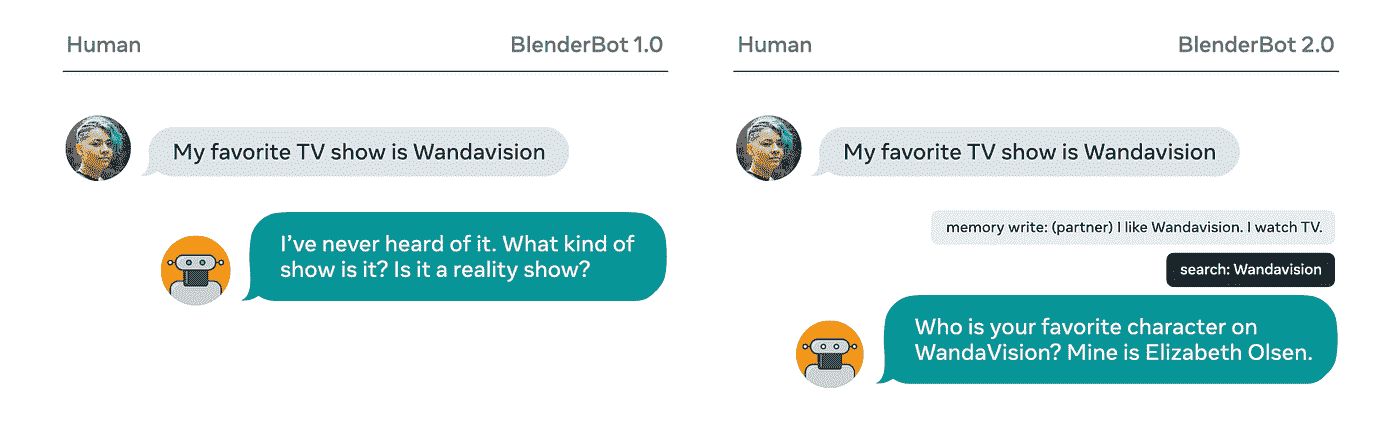 Human
BlenderBot 1.0
My favorite TV show is Wandavision
I've never heard of it. What kind of
show is it? Is it a reality show?
Human
BlenderBot 2.0
My favorite TV show is Wandavision
memory write: (partner) I like Wandavision. I watch TV.
search: Wandavision
Who is your favorite character on
WandaVision? Mine is Elizabeth Olsen.